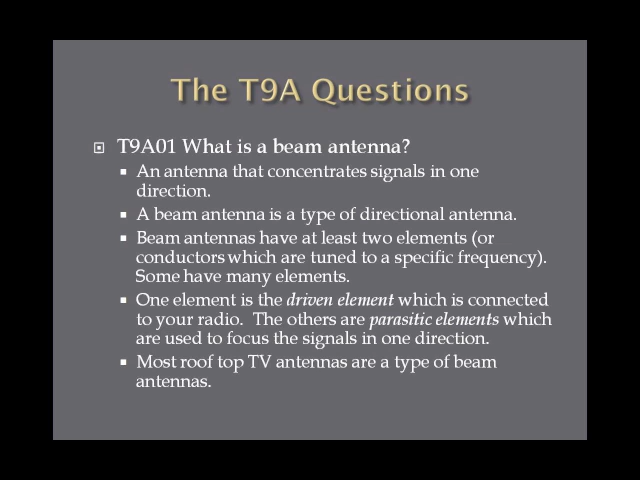 The T9A Questions
T9A01 What is a beam antenna?
An antenna that concentrates signals in one
direction.
A beam antenna is a type of directional antenna.
Beam antennas have at least two elements (or
conductors which are tuned to a specific frequency).
Some have many elements.
One element is the driven element which is connected
to your radio.  The others are parasitic elements which
are used to focus the signals in one direction.
Most roof top TV antennas are a type of beam
antennas.